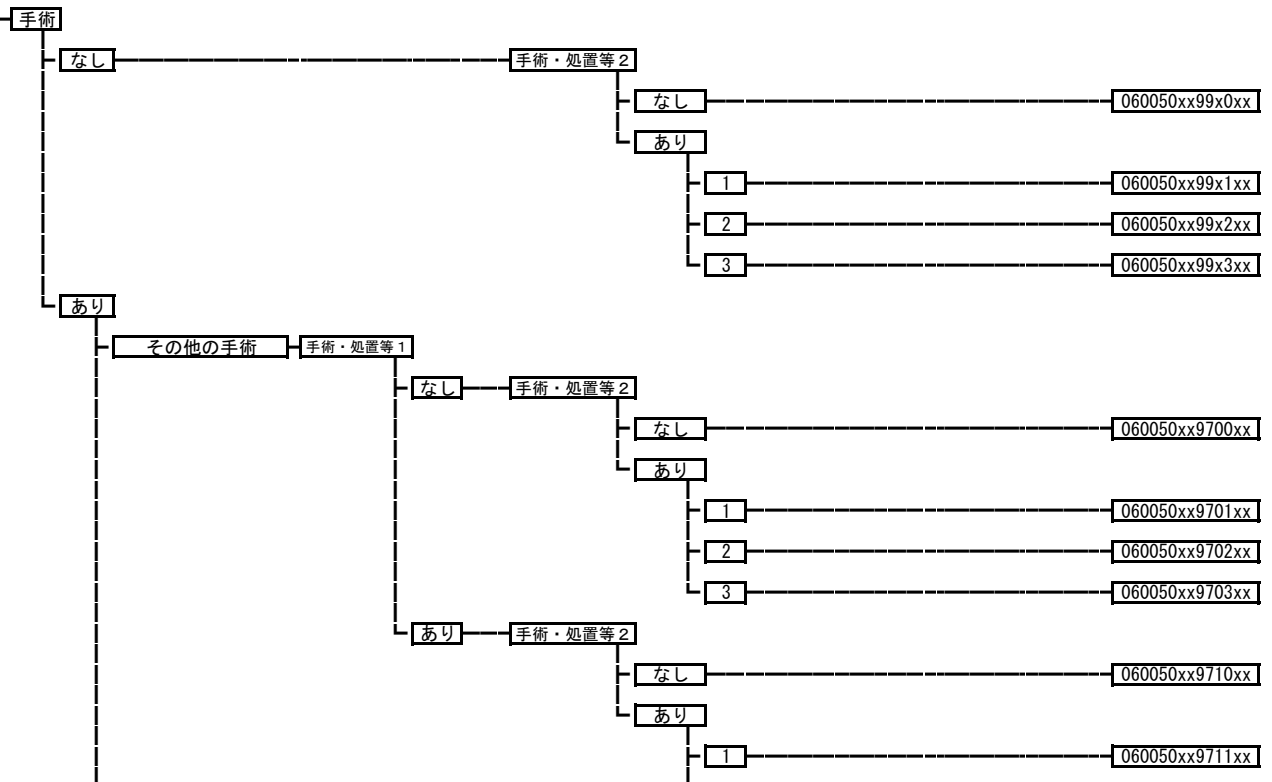 手術
なし 手術・処置等２
なし 060050xx99x0xx
あり
1 060050xx99x1xx
2 060050xx99x2xx
3 060050xx99x3xx
あり
その他の手術 手術・処置等１
なし 手術・処置等２
なし 060050xx9700xx
あり
1 060050xx9701xx
2 060050xx9702xx
3 060050xx9703xx
あり 手術・処置等２
なし 060050xx9710xx
あり
1 060050xx9711xx